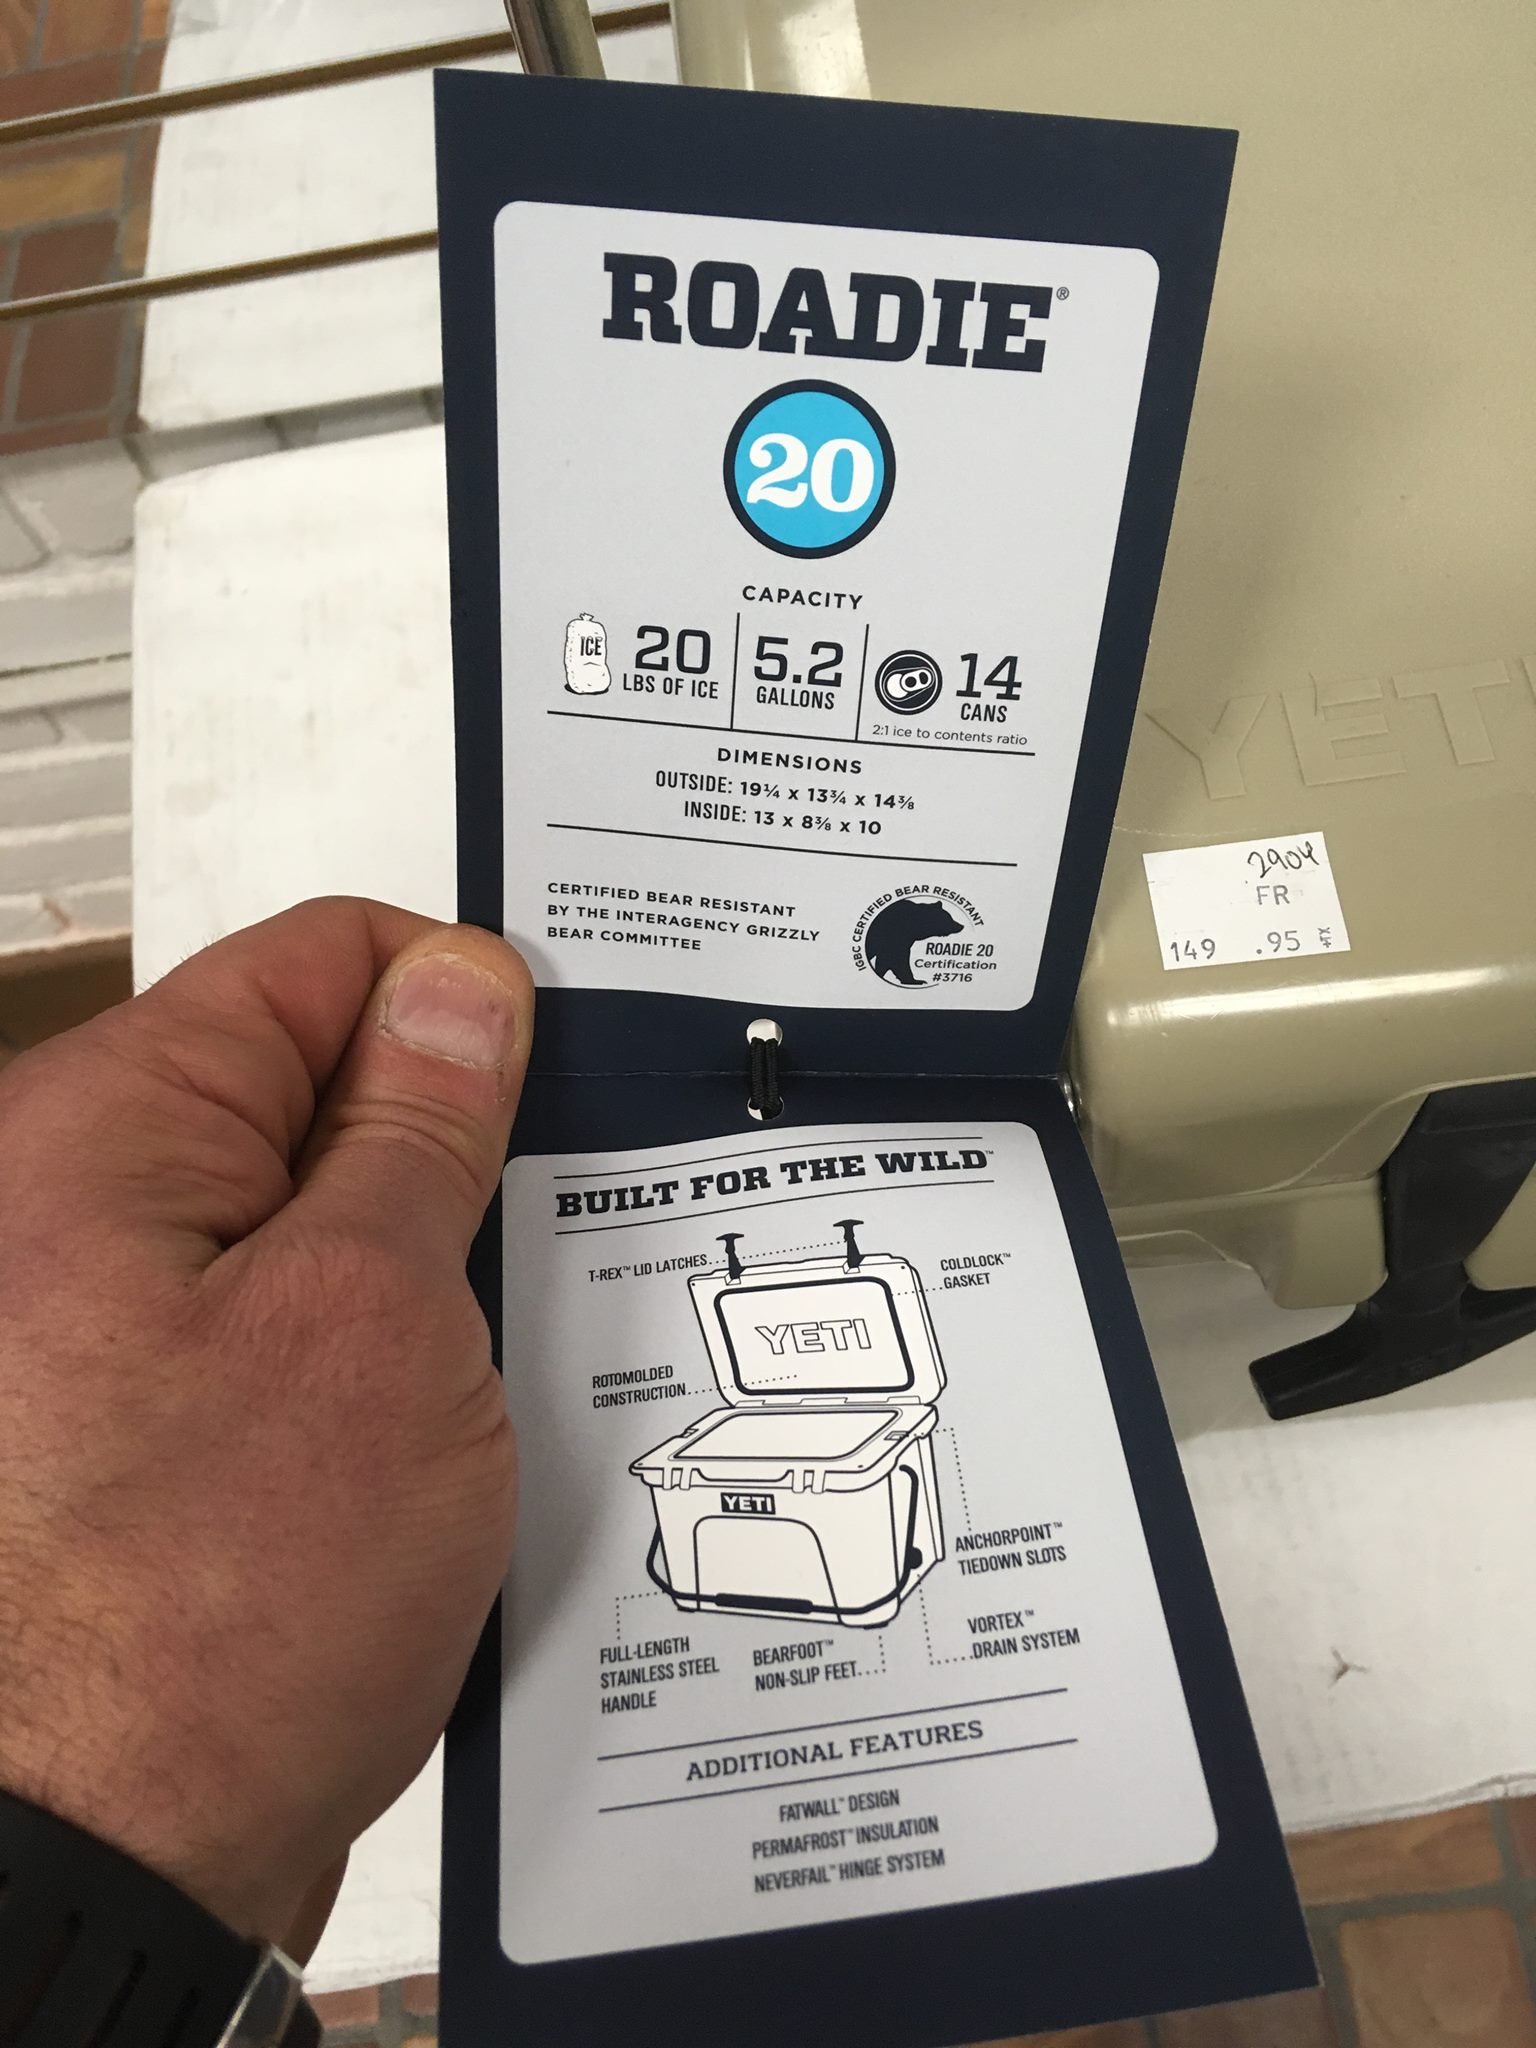 ROADIE®
20
CAPACITY
ICE
20
LBS OF ICE
5.2
GALLONS
14
CANS
2:1 ice to contents ratio
DIMENSIONS
OUTSIDE: 19¼ x 13¾ x 14⅜
INSIDE: 13 x 8⅜ x 10
CERTIFIED BEAR RESISTANT
BY THE INTERAGENCY GRIZZLY
BEAR COMMITTEE
IGBC CERTIFIED BEAR RESISTANT
ROADIE 20
Certification
#3716
YETI
2904
FR
149 .95
BUILT FOR THE WILD™
T-REX™ LID LATCHES
COLDLOCK™
GASKET
YETI
ROTOMOLDED
CONSTRUCTION
YETI
ANCHORPOINT™
TIEDOWN SLOTS
VORTEX™
DRAIN SYSTEM
FULL-LENGTH
STAINLESS STEEL
HANDLE
BEARFOOT™
NON-SLIP FEET
ADDITIONAL FEATURES
FATWALL™ DESIGN
PERMAFROST™ INSULATION
NEVERFAIL™ HINGE SYSTEM